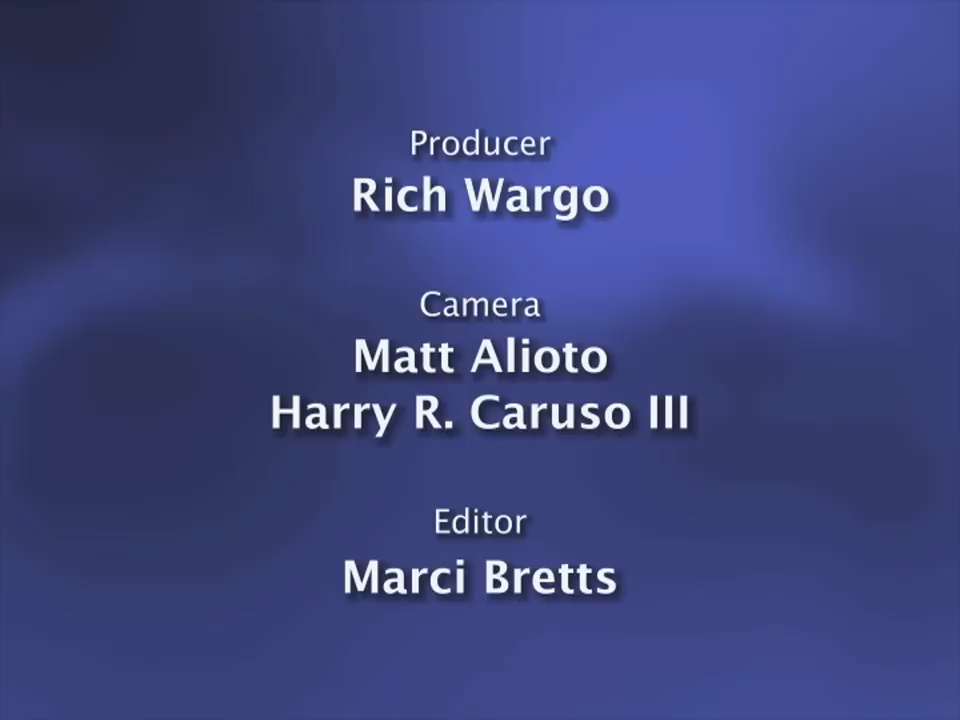 Producer
Rich Wargo
Camera
Matt Alioto
Harry R. Caruso III
Editor
Marci Bretts